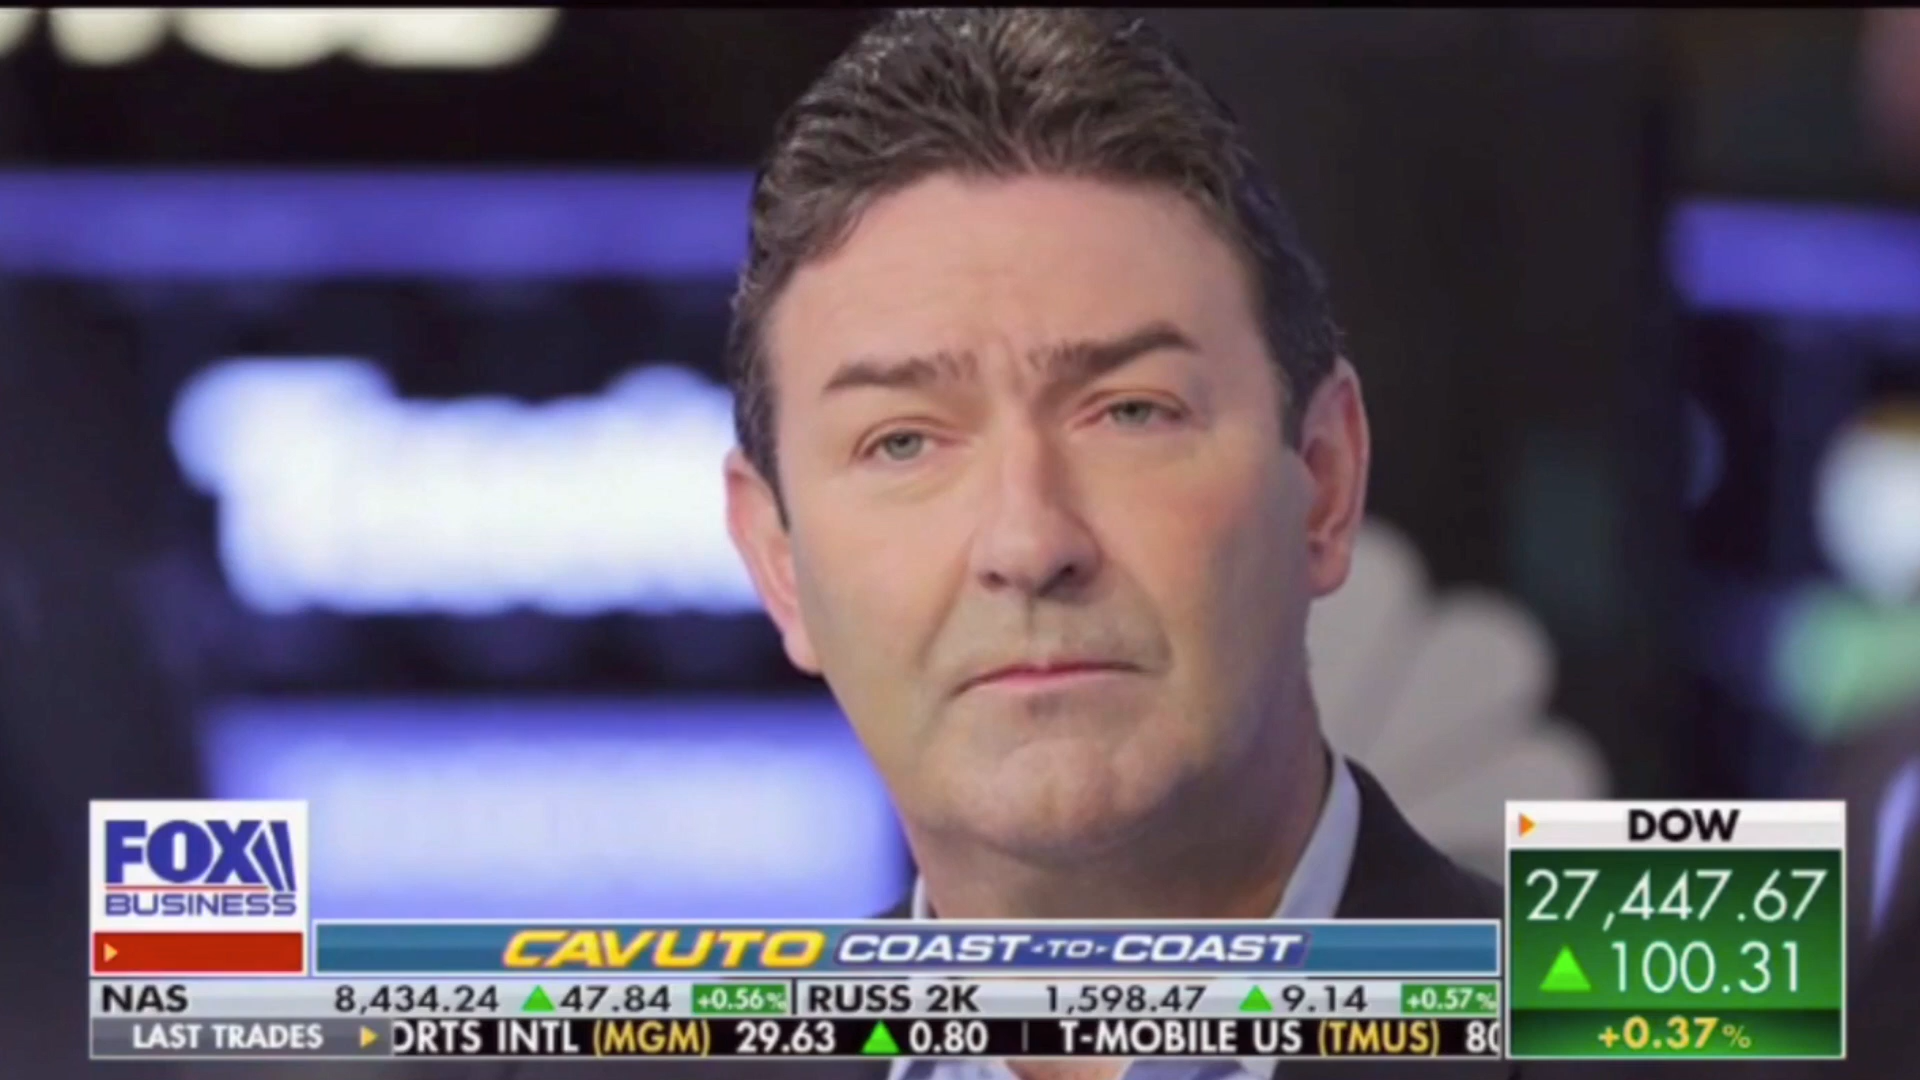 FOX
BUSINESS
CAVUTO COAST-TO-COAST
NAS 8,434.24 ▲47.84 +0.56% RUSS 2K 1,598.47 ▲9.14 +0.57%
LAST TRADES ORTS INTL (MGM) 29.63 ▲0.80 T-MOBILE US (TMUS)
DOW
27,447.67
▲100.31
+0.37%